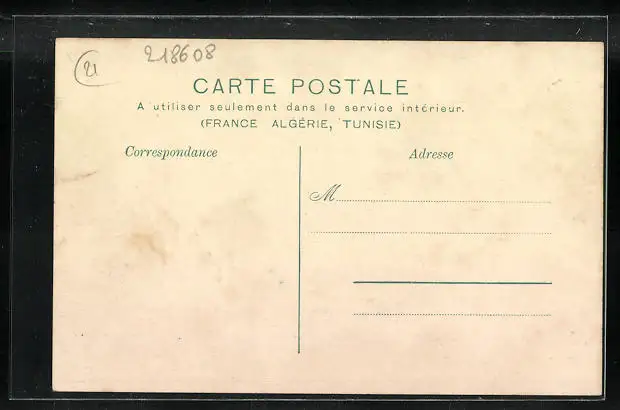 21
218608
CARTE POSTALE
A utiliser seulement dans le service intérieur.
(FRANCE ALGÉRIE, TUNISIE)
Correspondance
Adresse
M